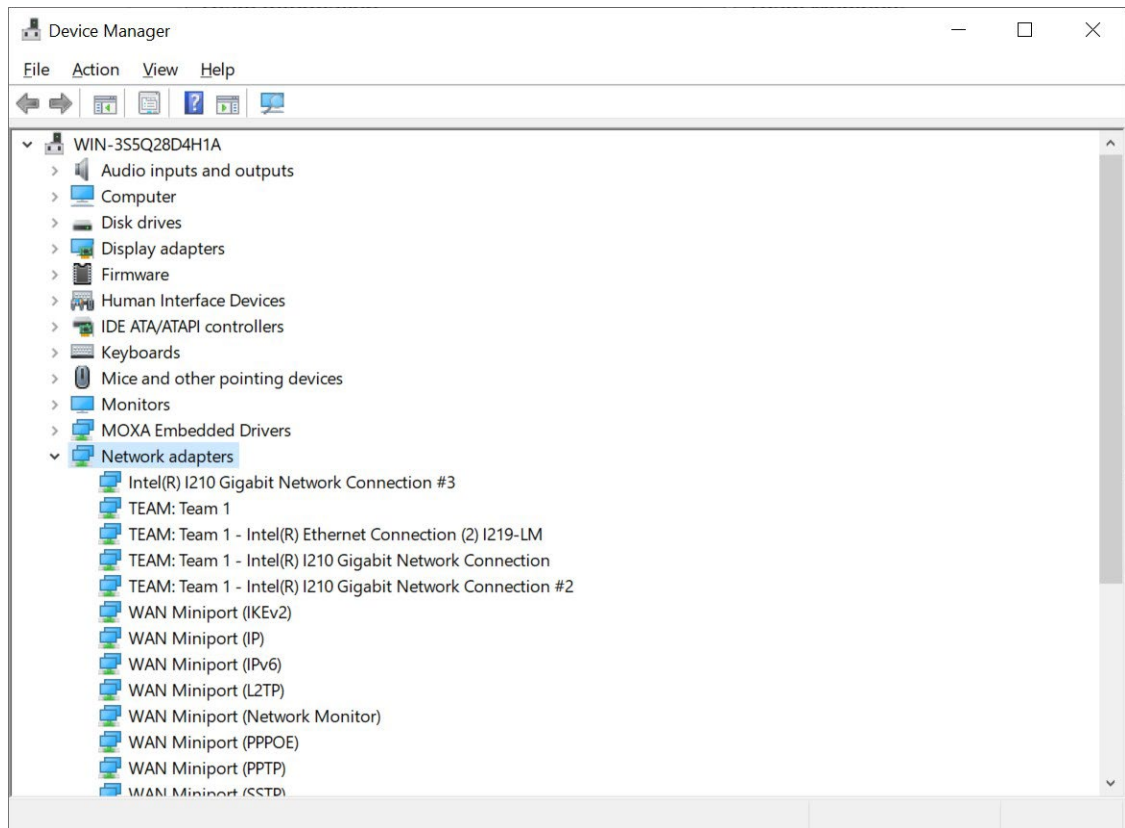 Device Manager
File Action View Help
WIN-3S5Q28D4H1A
Audio inputs and outputs
Computer
Disk drives
Display adapters
Firmware
Human Interface Devices
IDE ATA/ATAPI controllers
Keyboards
Mice and other pointing devices
Monitors
MOXA Embedded Drivers
Network adapters
Intel(R) I210 Gigabit Network Connection #3
TEAM: Team 1
TEAM: Team 1 - Intel(R) Ethernet Connection (2) I219-LM
TEAM: Team 1 - Intel(R) I210 Gigabit Network Connection
TEAM: Team 1 - Intel(R) I210 Gigabit Network Connection #2
WAN Miniport (IKEv2)
WAN Miniport (IP)
WAN Miniport (IPv6)
WAN Miniport (L2TP)
WAN Miniport (Network Monitor)
WAN Miniport (PPPOE)
WAN Miniport (PPTP)
WAN Miniport (SSTP)